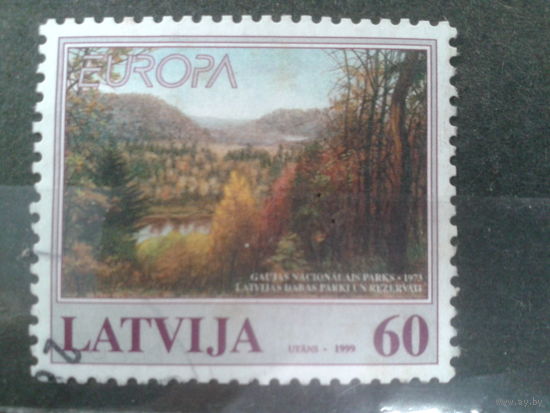 EUROPA
GAUJAS NACIONĀLAIS PARKS • 1973
LATVIJAS DABAS PARKI UN REZERVĀTI
LATVIJA UTĀNS • 1999 60
www.ay.by